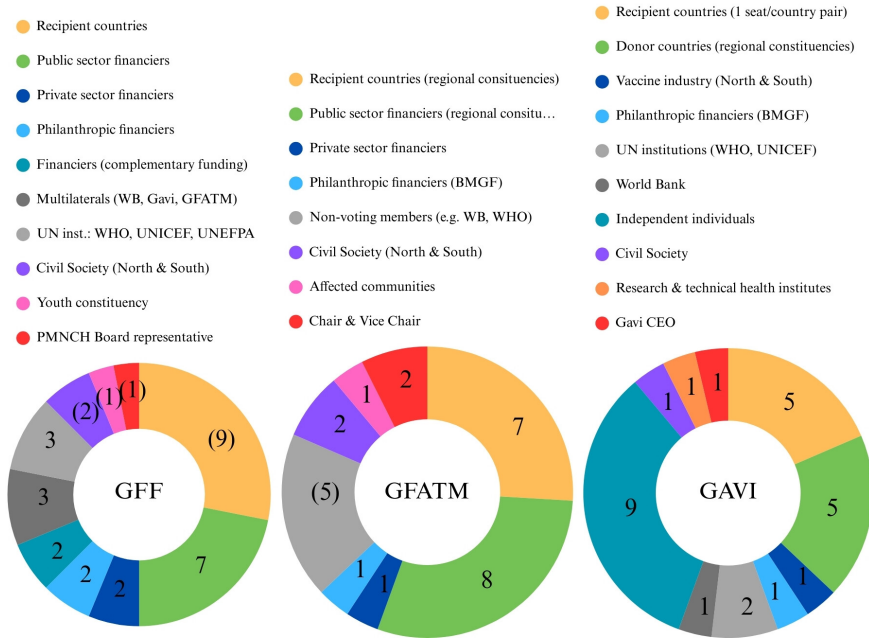 Recipient countries
Public sector financiers
Private sector financiers
Philanthropic financiers
Financiers (complementary funding)
Multilaterals (WB, Gavi, GFATM)
UN inst.: WHO, UNICEF, UNEFPA
Civil Society (North & South)
Youth constituency
PMNCH Board representative
(9)
7
2
2
2
3
3
(2)
(1)
(1)
GFF
Recipient countries (regional consituencies)
Public sector financiers (regional consitu…
Private sector financiers
Philanthropic financiers (BMGF)
Non-voting members (e.g. WB, WHO)
Civil Society (North & South)
Affected communities
Chair & Vice Chair
7
8
1
1
(5)
2
1
2
GFATM
Recipient countries (1 seat/country pair)
Donor countries (regional constituencies)
Vaccine industry (North & South)
Philanthropic financiers (BMGF)
UN institutions (WHO, UNICEF)
World Bank
Independent individuals
Civil Society
Research & technical health institutes
Gavi CEO
5
5
1
1
2
1
9
1
1
1
GAVI